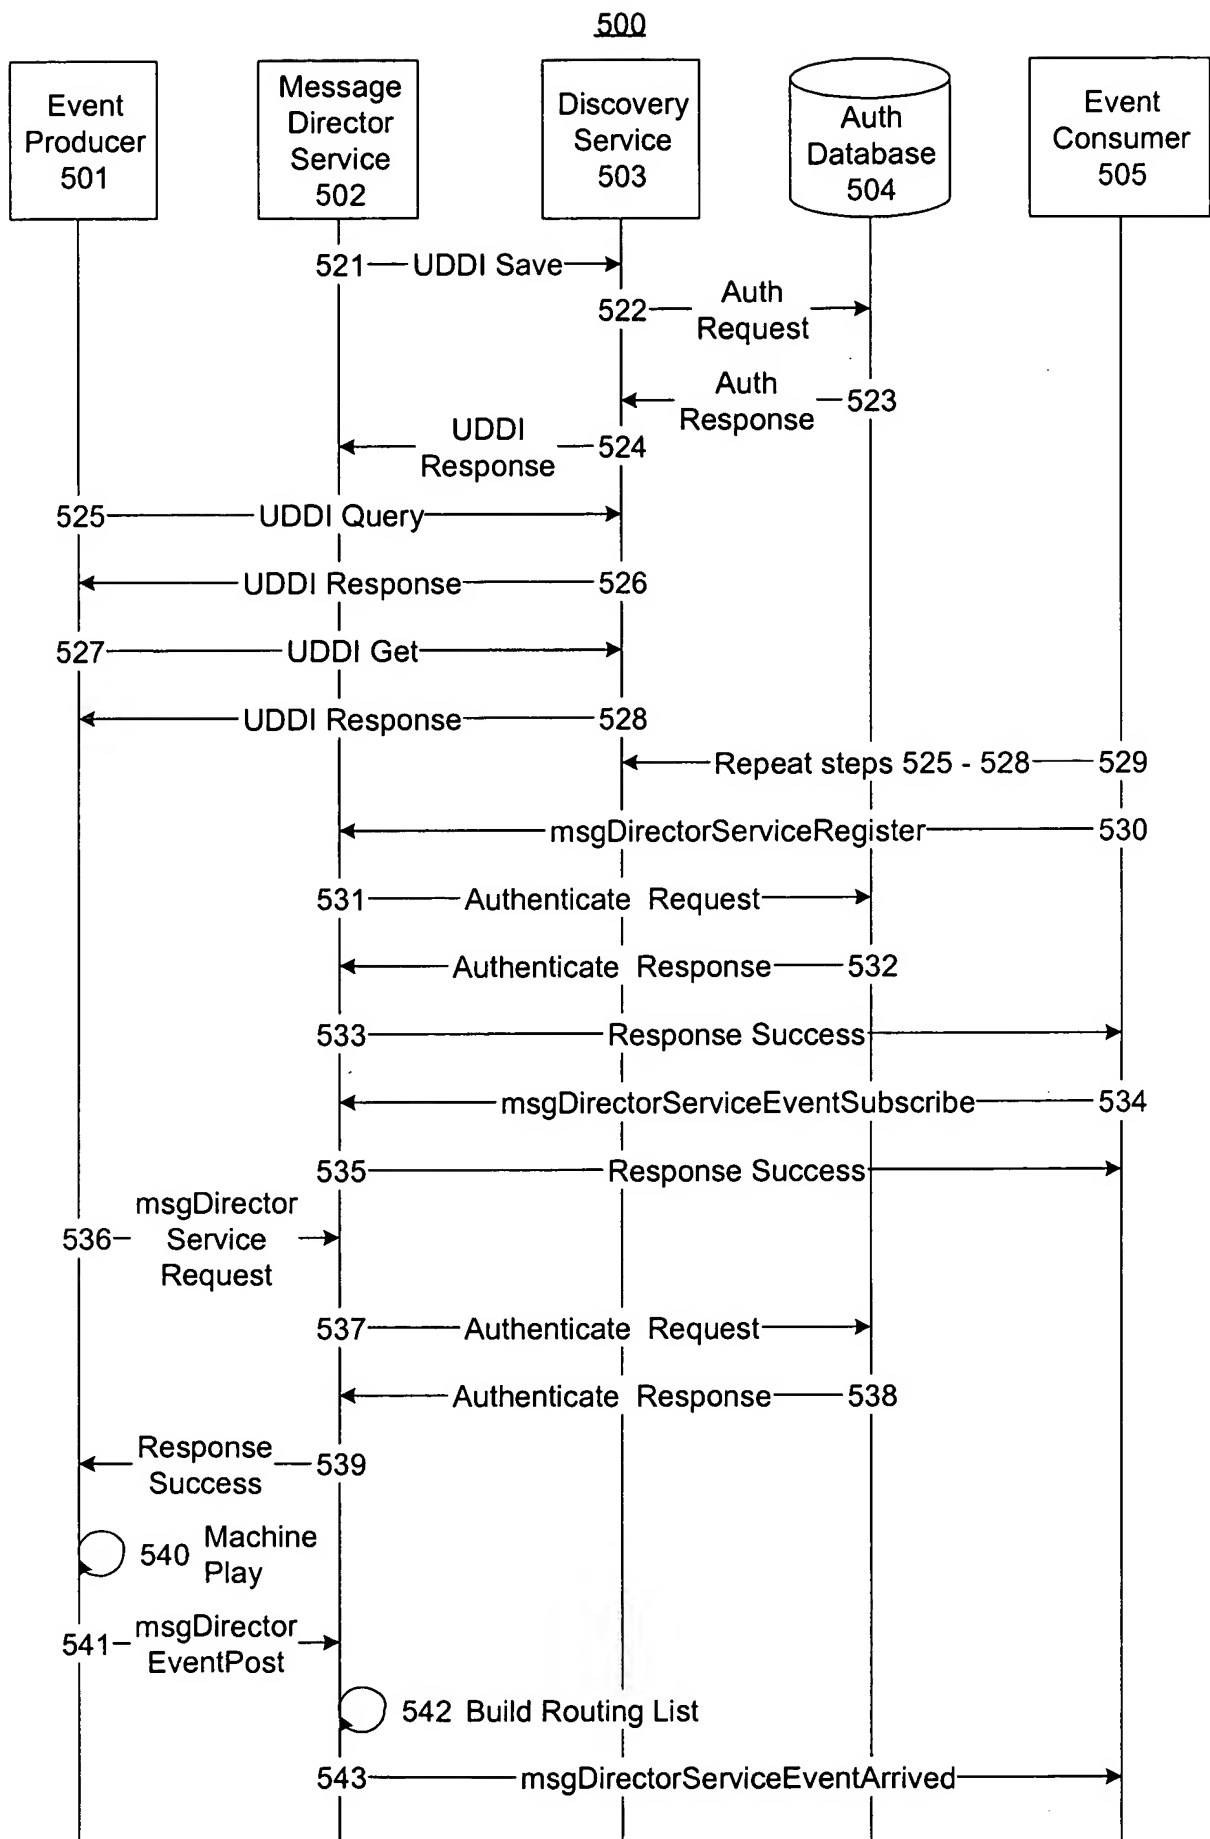 500
Event
Producer
501
Message
Director
Service
502
Discovery
Service
503
Auth
Database
504
Event
Consumer
505
521 UDDI Save
522 Auth
Request
Auth 523
Response
UDDI 524
Response
525 UDDI Query
UDDI Response 526
527 UDDI Get
UDDI Response 528
Repeat steps 525 - 528 529
msgDirectorServiceRegister 530
531 Authenticate Request
Authenticate Response 532
533 Response Success
msgDirectorServiceEventSubscribe 534
535 Response Success
msgDirector
536 Service
Request
537 Authenticate Request
Authenticate Response 538
Response 539
Success
540 Machine
Play
541 msgDirector
EventPost
542 Build Routing List
543 msgDirectorServiceEventArrived